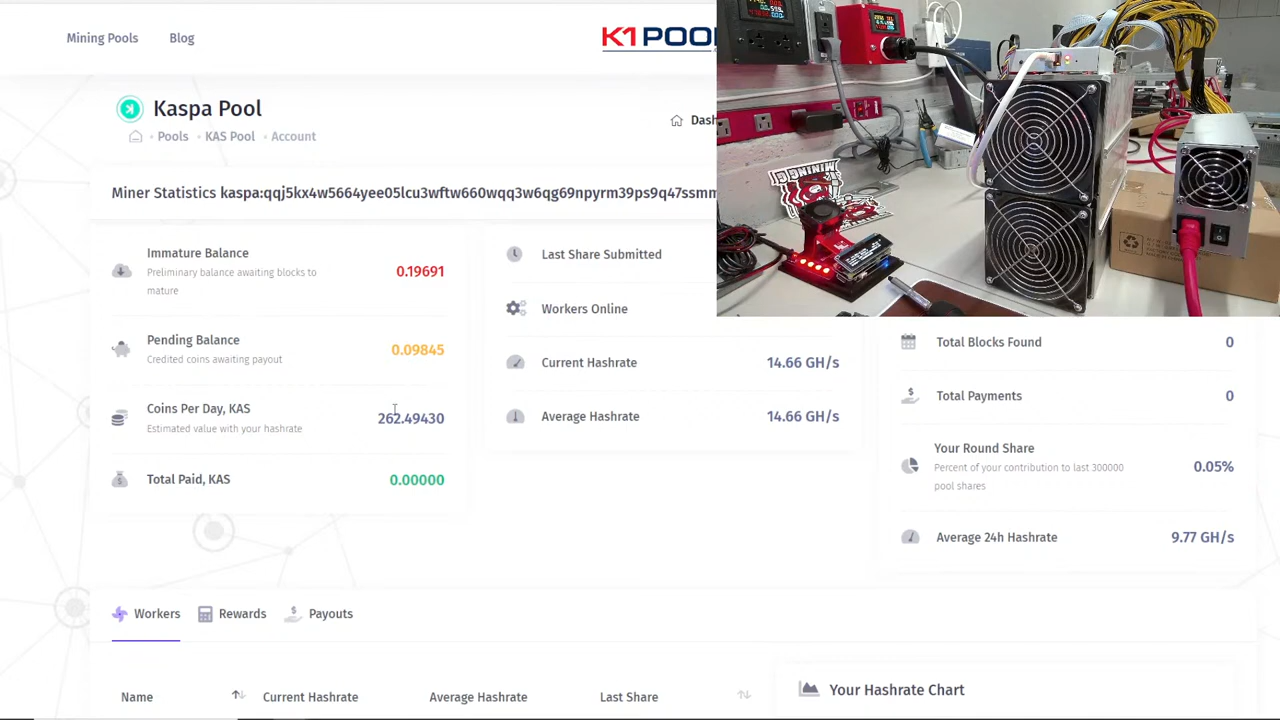 Mining Pools Blog
K1 POO
Kaspa Pool
Pools KAS Pool Account
Dash
Miner Statistics kaspa:qqj5kx4w5664yee05lcu3wftw660wqq3w6qg69npyrm39ps9q47ssmm
Immature Balance
Preliminary balance awaiting blocks to
mature
0.19691
Pending Balance
Credited coins awaiting payout
0.09845
Coins Per Day, KAS
Estimated value with your hashrate
262.49430
Total Paid, KAS 0.00000
Last Share Submitted
Workers Online
Current Hashrate 14.66 GH/s
Average Hashrate 14.66 GH/s
Total Blocks Found 0
Total Payments 0
Your Round Share
Percent of your contribution to last 300000
pool shares
0.05%
Average 24h Hashrate 9.77 GH/s
Workers Rewards Payouts
Name Current Hashrate Average Hashrate Last Share
Your Hashrate Chart